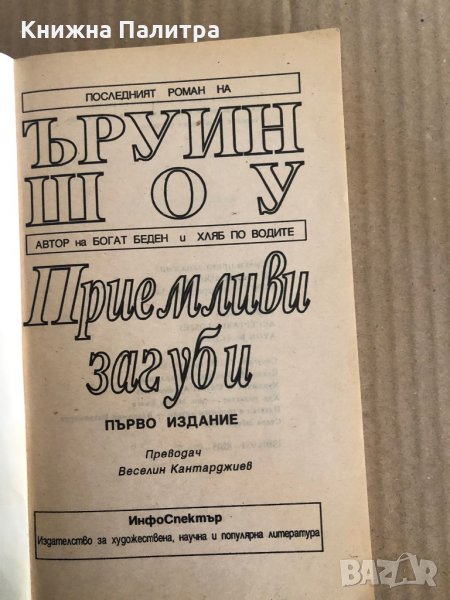 Книжна Палитра
ПОСЛЕДНИЯТ РОМАН НА
ЪРУИН
ШОУ
АВТОР на БОГАТ БЕДЕН и ХЛЯБ ПО ВОДИТЕ
Приемливи
загуби
ПЪРВО ИЗДАНИЕ
Преводач
Веселин Кантарджиев
ИнфоСпектър
Издателство за художествена, научна и популярна литература
BAZAR